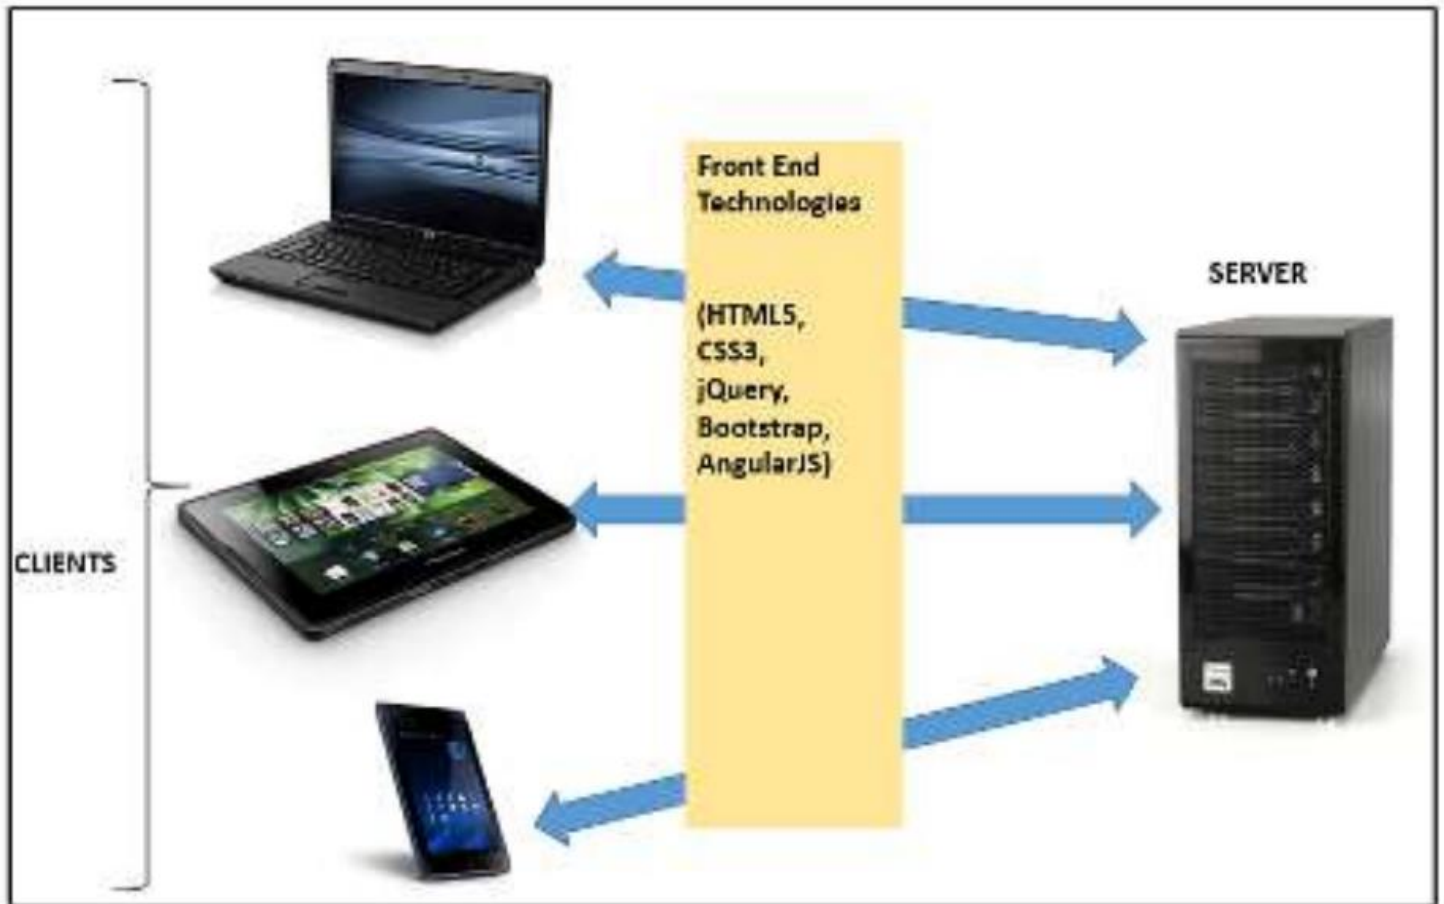 Front End
Technologies
(HTML5,
CSS3,
jQuery,
Bootstrap,
AngularJS)
SERVER
CLIENTS